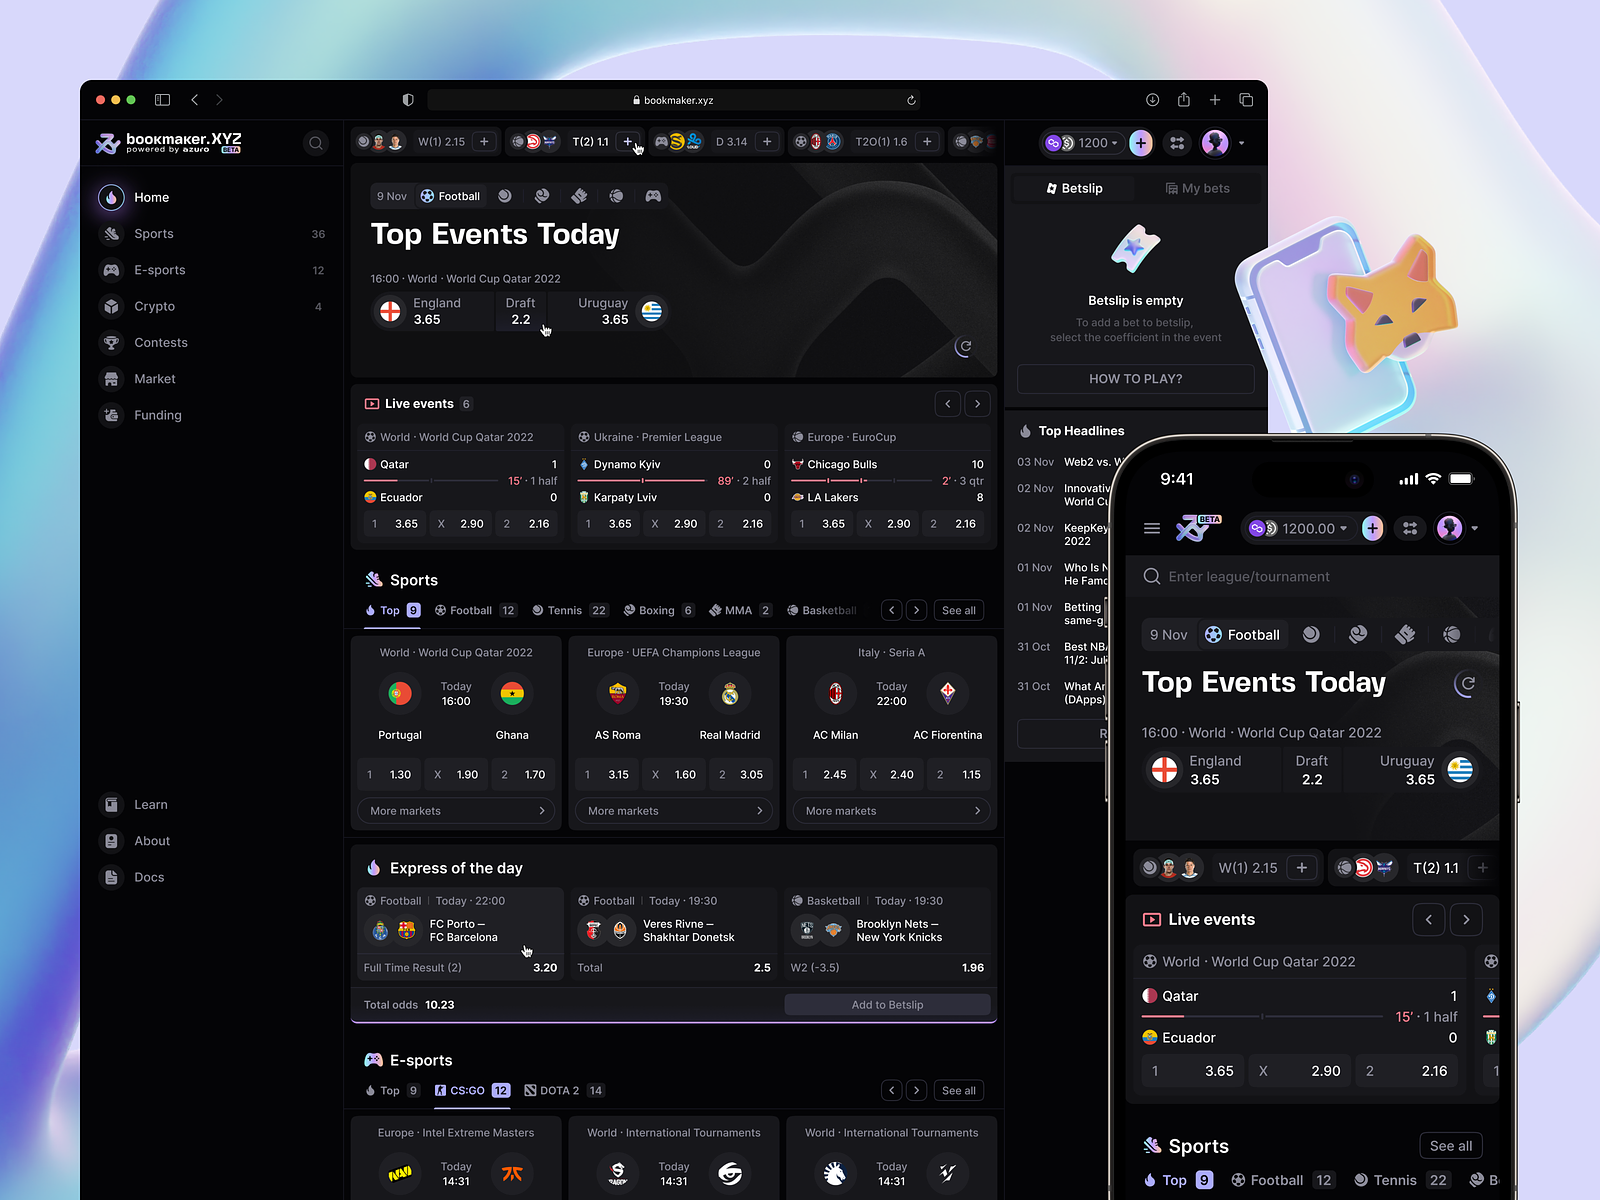 bookmaker.xyz
bookmaker.XYZ
powered by azuro BETA
Home
Sports 36
E-sports 12
Crypto 4
Contests
Market
Funding
Learn
About
Docs
W(1) 2.15 +
T(2) 1.1 +
D 3.14 +
T2O(1) 1.6 +
1200 +
9 Nov Football
Top Events Today
16:00 · World · World Cup Qatar 2022
England Draft Uruguay
3.65 2.2 3.65
Betslip My bets
Betslip is empty
To add a bet to betslip,
select the coefficient in the event
HOW TO PLAY?
Live events 6
World · World Cup Qatar 2022
Qatar 1
15’ · 1 half
Ecuador 0
1 3.65 X 2.90 2 2.16
Ukraine · Premier League
Dynamo Kyiv 0
89’ · 2 half
Karpaty Lviv 0
1 3.65 X 2.90 2 2.16
Europe · EuroCup
Chicago Bulls 10
2’ · 3 qtr
LA Lakers 8
1 3.65 X 2.90 2 2.16
Top Headlines
03 Nov Web2 vs.
02 Nov Innovativ
World Cu
02 Nov KeepKey
2022
01 Nov Who Is N
He Famo
01 Nov Betting
same-g
31 Oct Best NBA
11/2: Jul
31 Oct What Ar
(DApps)
R
Sports
Top 9 Football 12 Tennis 22 Boxing 6 MMA 2 Basketball See all
World · World Cup Qatar 2022
Today
16:00
Portugal Ghana
1 1.30 X 1.90 2 1.70
More markets
Europe · UEFA Champions League
Today
19:30
AS Roma Real Madrid
1 3.15 X 1.60 2 3.05
More markets
Italy · Seria A
Today
22:00
AC Milan AC Fiorentina
1 2.45 X 2.40 2 1.15
More markets
Express of the day
Football Today · 22:00
FC Porto –
FC Barcelona
Full Time Result (2) 3.20
Football Today · 19:30
Veres Rivne –
Shakhtar Donetsk
Total 2.5
Basketball Today · 19:30
Brooklyn Nets –
New York Knicks
W2 (-3.5) 1.96
Total odds 10.23 Add to Betslip
E-sports
Top 9 CS:GO 12 DOTA 2 14 See all
Europe · Intel Extreme Masters
Today
14:31
World · International Tournaments
Today
14:31
World · International Tournaments
Today
14:31
9:41
BETA 1200.00 +
Enter league/tournament
9 Nov Football
Top Events Today
16:00 · World · World Cup Qatar 2022
England Draft Uruguay
3.65 2.2 3.65
W(1) 2.15 + T(2) 1.1 +
Live events
World · World Cup Qatar 2022
Qatar 1
15’ · 1 half
Ecuador 0
1 3.65 X 2.90 2 2.16 1
Sports See all
Top 9 Football 12 Tennis 22 B